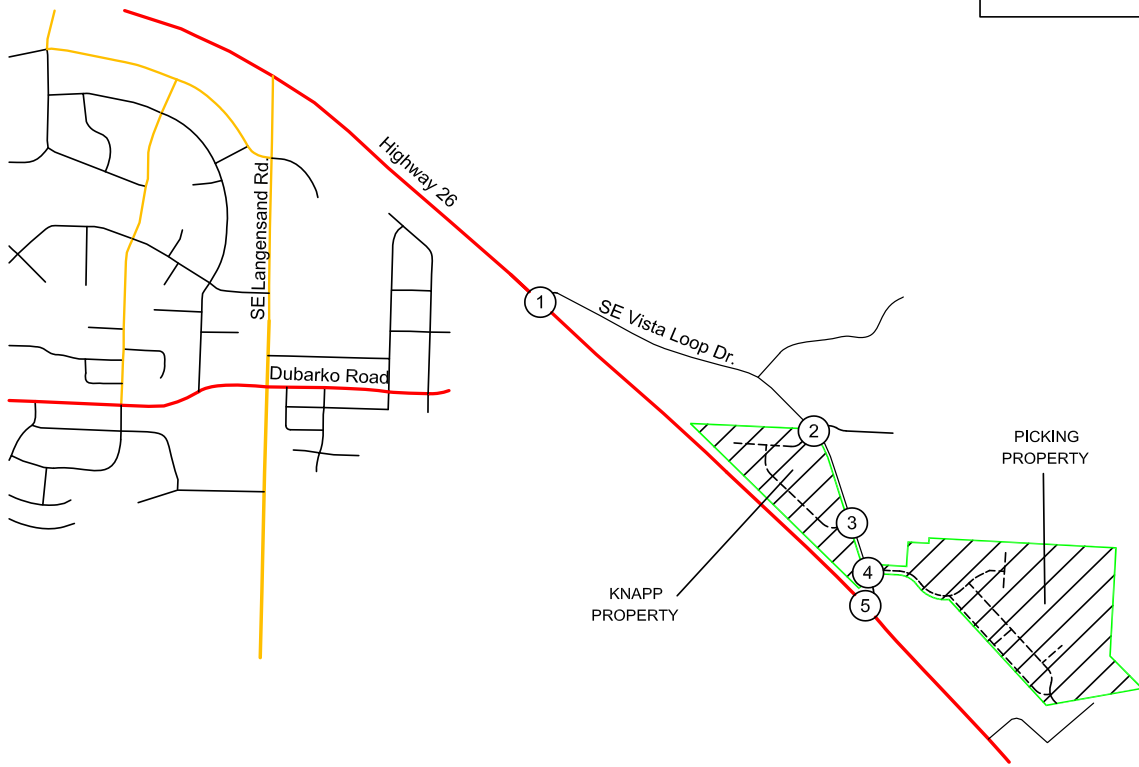 Highway 26
SE Langensand Rd.
1
SE Vista Loop Dr.
Dubarko Road
2
PICKING
PROPERTY
3
4
KNAPP
PROPERTY
5